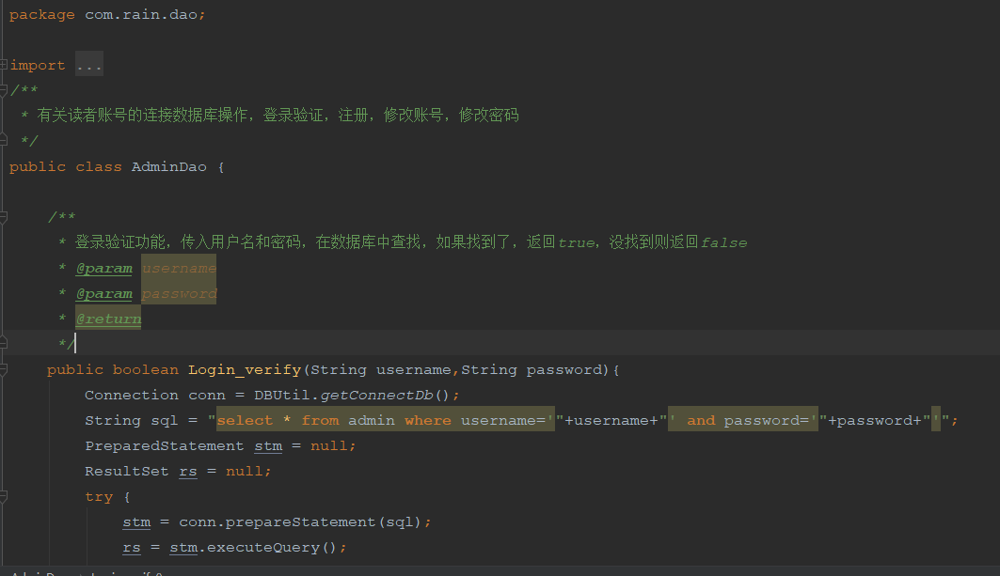 package com.rain.dao;
import ...
/**
* 有关读者账号的连接数据库操作，登录验证，注册，修改账号，修改密码
*/
public class AdminDao {
/**
* 登录验证功能，传入用户名和密码，在数据库中查找，如果找到了，返回true，没找到则返回false
* @param username
* @param password
* @return
*/
public boolean Login_verify(String username,String password){
Connection conn = DBUtil.getConnectDb();
String sql = "select * from admin where username='"+username+"' and password='"+password+"'";
PreparedStatement stm = null;
ResultSet rs = null;
try {
stm = conn.prepareStatement(sql);
rs = stm.executeQuery();